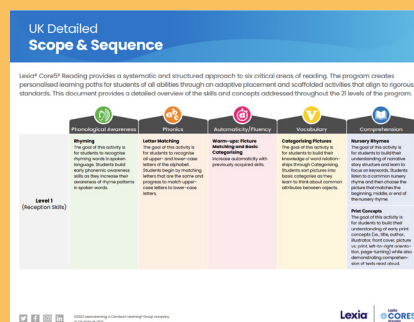 UK Detailed
Scope & Sequence
Lexia® Core5® Reading provides a systematic and structured approach to six critical areas of reading. The program creates
personalised learning paths for students of all abilities through an adaptive placement and scaffolded activities that align to rigorous
standards. This document provides a detailed overview of the skills and concepts addressed throughout the 21 levels of the program.
Phonological Awareness
Phonics
Automaticity/Fluency
Vocabulary
Comprehension
Level 1
(Reception Skills)
Rhyming
The goal of this activity is
for students to recognise
rhyming words in spoken
language. Students build
early phonemic awareness
skills as they increase their
awareness of rhyme patterns
in spoken words.
Letter Matching
The goal of this activity is
for students to recognise
all upper- and lower-case
letters of the alphabet.
Students begin by matching
letters that are the same and
progress to match upper-
case letters to lower-case
letters.
Warm-ups: Picture
Matching and Basic
Categorising
Increase automaticity with
previously acquired skills.
Categorising Pictures
The goal of this activity is
for students to build their
knowledge of word relation-
ships through Categorising.
Students sort pictures into
basic categories as they
learn to think about common
attributes between objects.
Nursery Rhymes
The goal of this activity is
for students to build their
understanding of narrative
story structure and learn to
focus on keywords. Students
listen to a common nursery
rhyme and then choose the
picture that matches the
beginning, middle, or end of
the nursery rhyme.
Print Concepts
The goal of this activity is
for students to build their
understanding of early print
concepts (i.e., title, author,
illustrator, front cover, picture
vs. print, left-to-right orienta-
tion, page-turning) while also
demonstrating comprehen-
sion of texts read aloud.
©2022 Lexia Learning, a Cambium Learning® Group company
Lexia
Lexia
CORE5